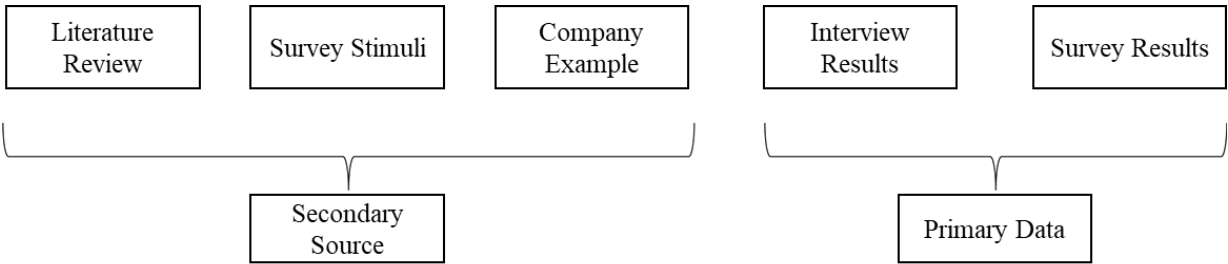 Literature
Review
Survey Stimuli
Company
Example
Interview
Results
Survey Results
Secondary
Source
Primary Data